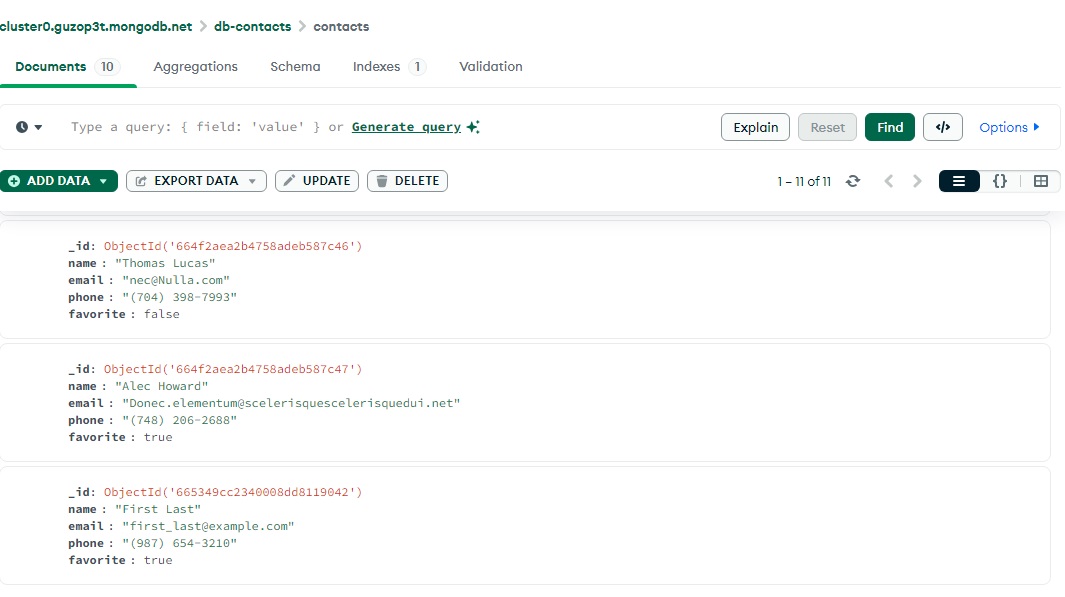 cluster0.guzop3t.mongodb.net > db-contacts > contacts
Documents 10 Aggregations Schema Indexes 1 Validation
Type a query: { field: 'value' } or Generate query Explain Reset Find </> Options
ADD DATA EXPORT DATA UPDATE DELETE 1 – 11 of 11 {}
_id: ObjectId('664f2aea2b4758adeb587c46')
name : "Thomas Lucas"
email : "nec@Nulla.com"
phone : "(704) 398-7993"
favorite : false
_id: ObjectId('664f2aea2b4758adeb587c47')
name : "Alec Howard"
email : "Donec.elementum@scelerisquescelerisquedui.net"
phone : "(748) 206-2688"
favorite : true
_id: ObjectId('665349cc2340008dd8119042')
name : "First Last"
email : "first_last@example.com"
phone : "(987) 654-3210"
favorite : true